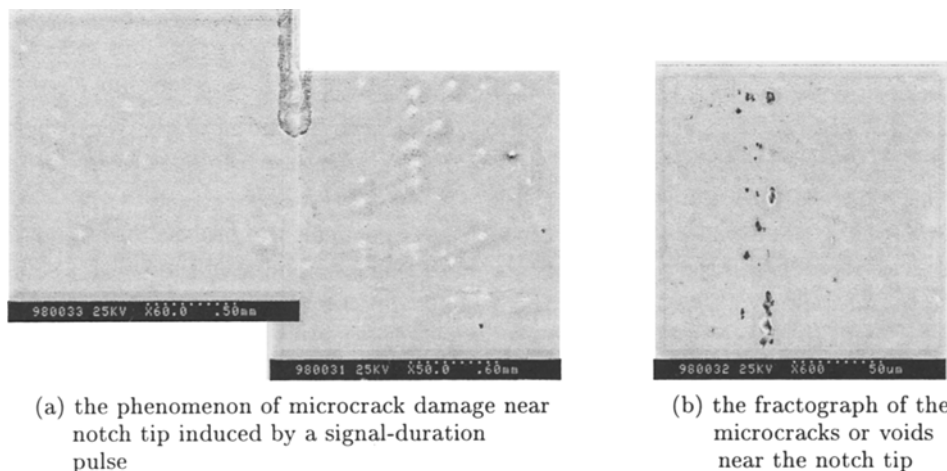 980033 25KV X60.0 .50mm
980031 25KV X50.0 .60mm
980032 25KV X600 50um
(a) the phenomenon of microcrack damage near
notch tip induced by a signal-duration
pulse
(b) the fractograph of the
microcracks or voids
near the notch tip